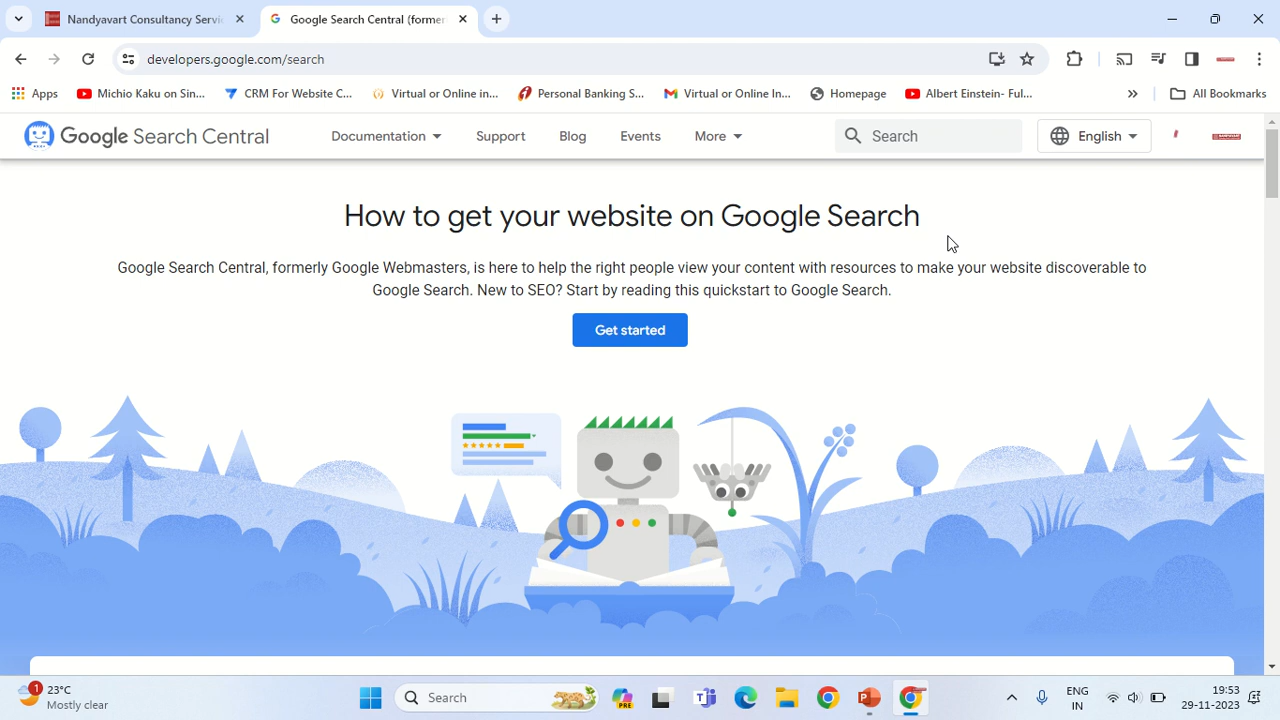 Nandyavart Consultancy Servic
Google Search Central (former
developers.google.com/search
Apps
Michio Kaku on Sin...
CRM For Website C...
Virtual or Online in...
Personal Banking S...
Virtual or Online In...
Homepage
Albert Einstein- Ful...
All Bookmarks
Google Search Central
Documentation
Support
Blog
Events
More
Search
English
How to get your website on Google Search
Google Search Central, formerly Google Webmasters, is here to help the right people view your content with resources to make your website discoverable to
Google Search. New to SEO? Start by reading this quickstart to Google Search.
Get started
1
23°C
Mostly clear
Search
PRE
ENG
IN
19:53
29-11-2023